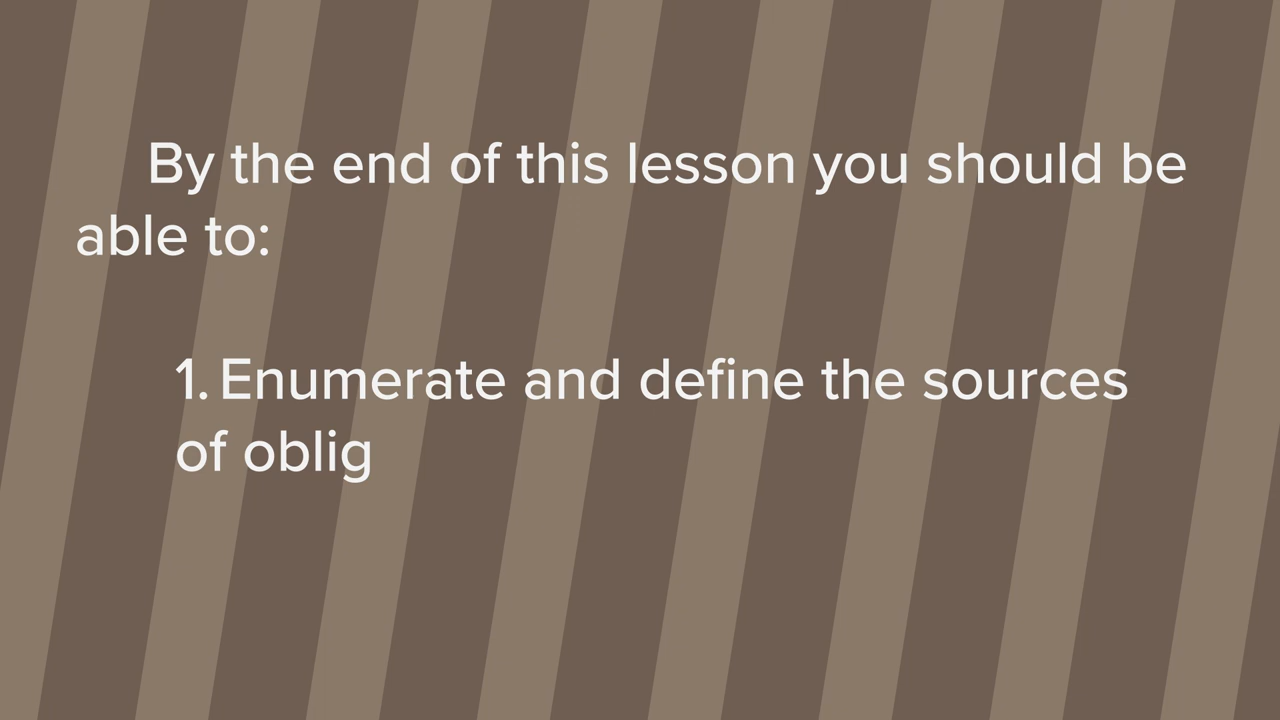 By the end of this lesson you should be
able to:
1. Enumerate and define the sources
of oblig